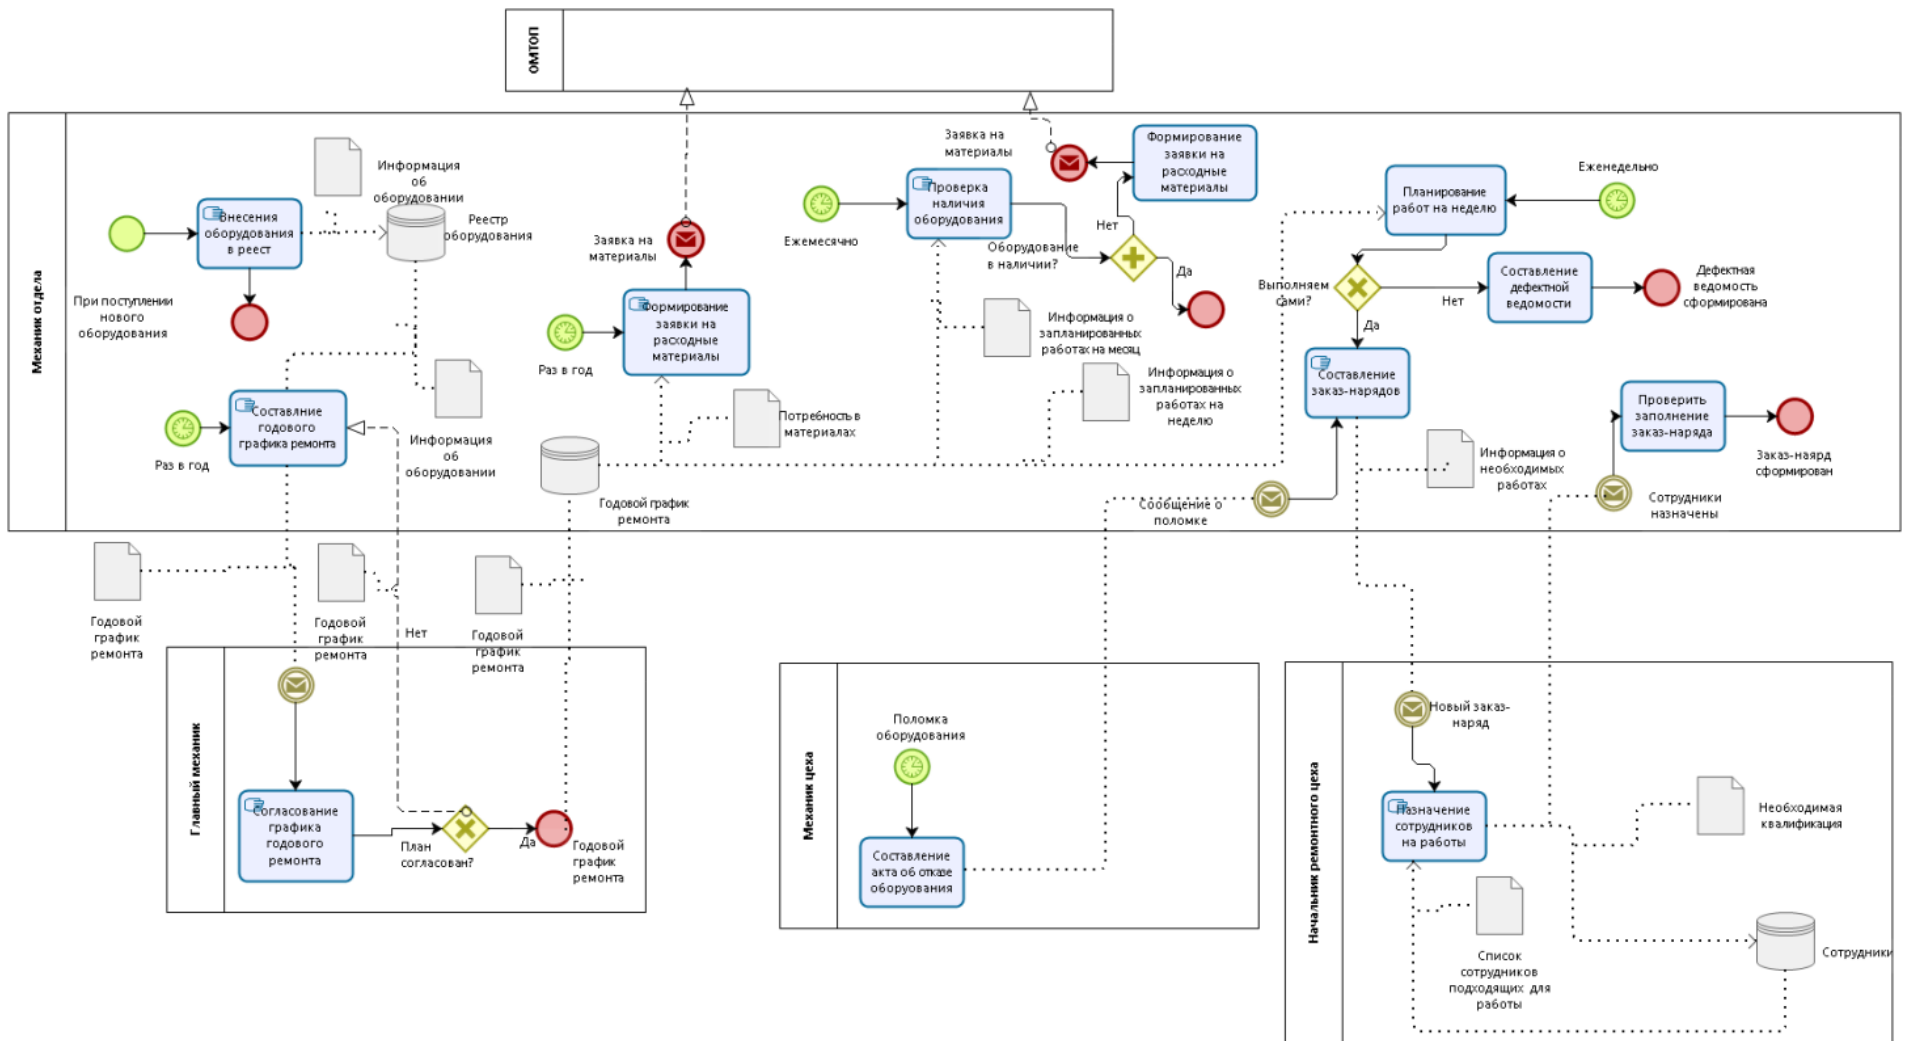 ОМТОП
Механик отдела
При поступлении
нового
оборудования
Внесения
оборудования
в реест
Информация
об
оборудовании
Реестр
оборудования
Раз в год
Составлние
годового
графика ремонта
Информация
об
оборудовании
Заявка на
материалы
Раз в год
Формирование
заявки на
расходные
материалы
Потребность в
материалах
Годовой график
ремонта
Ежемесячно
Проверка
наличия
оборудования
Оборудование
в наличии?
Нет
Да
Заявка на
материалы
Формирование
заявки на
расходные
материалы
Информация о
запланированных
работах на месяц
Информация о
запланированных
работах на
неделю
Еженедельно
Планирование
работ на неделю
Выполняем
сами?
Нет
Да
Составление
дефектной
ведомости
Дефектная
ведомость
сформирована
Составление
заказ-нарядов
Сообщение о
поломке
Информация о
необходимых
работах
Проверить
заполнение
заказ-наряда
Заказ-наярд
сформирован
Сотрудники
назначены
Годовой
график
ремонта
Годовой
график
ремонта
Нет
Годовой
график
ремонта
Главный механик
Согласование
графика
годового
ремонта
План
согласован?
Да
Годовой
график
ремонта
Механик цеха
Поломка
оборудования
Составление
акта об отказе
оборуования
Начальник ремонтного цеха
Новый заказ-
наряд
Назначение
сотрудников
на работы
Необходимая
квалификация
Список
сотрудников
подходящих для
работы
Сотрудники